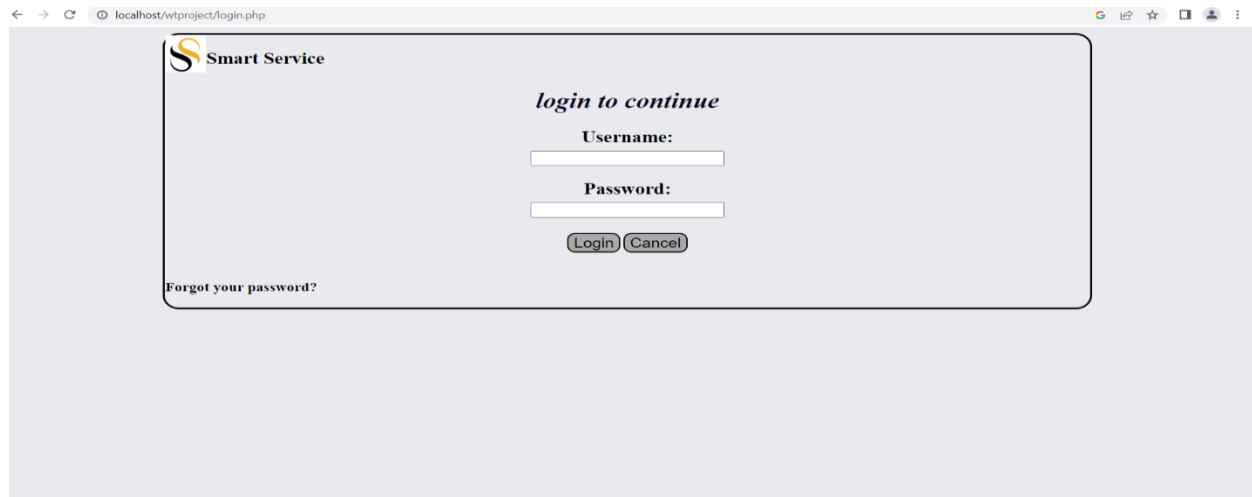 localhost/wtproject/login.php
Smart Service
login to continue
Username:
Password:
Login Cancel
Forgot your password?